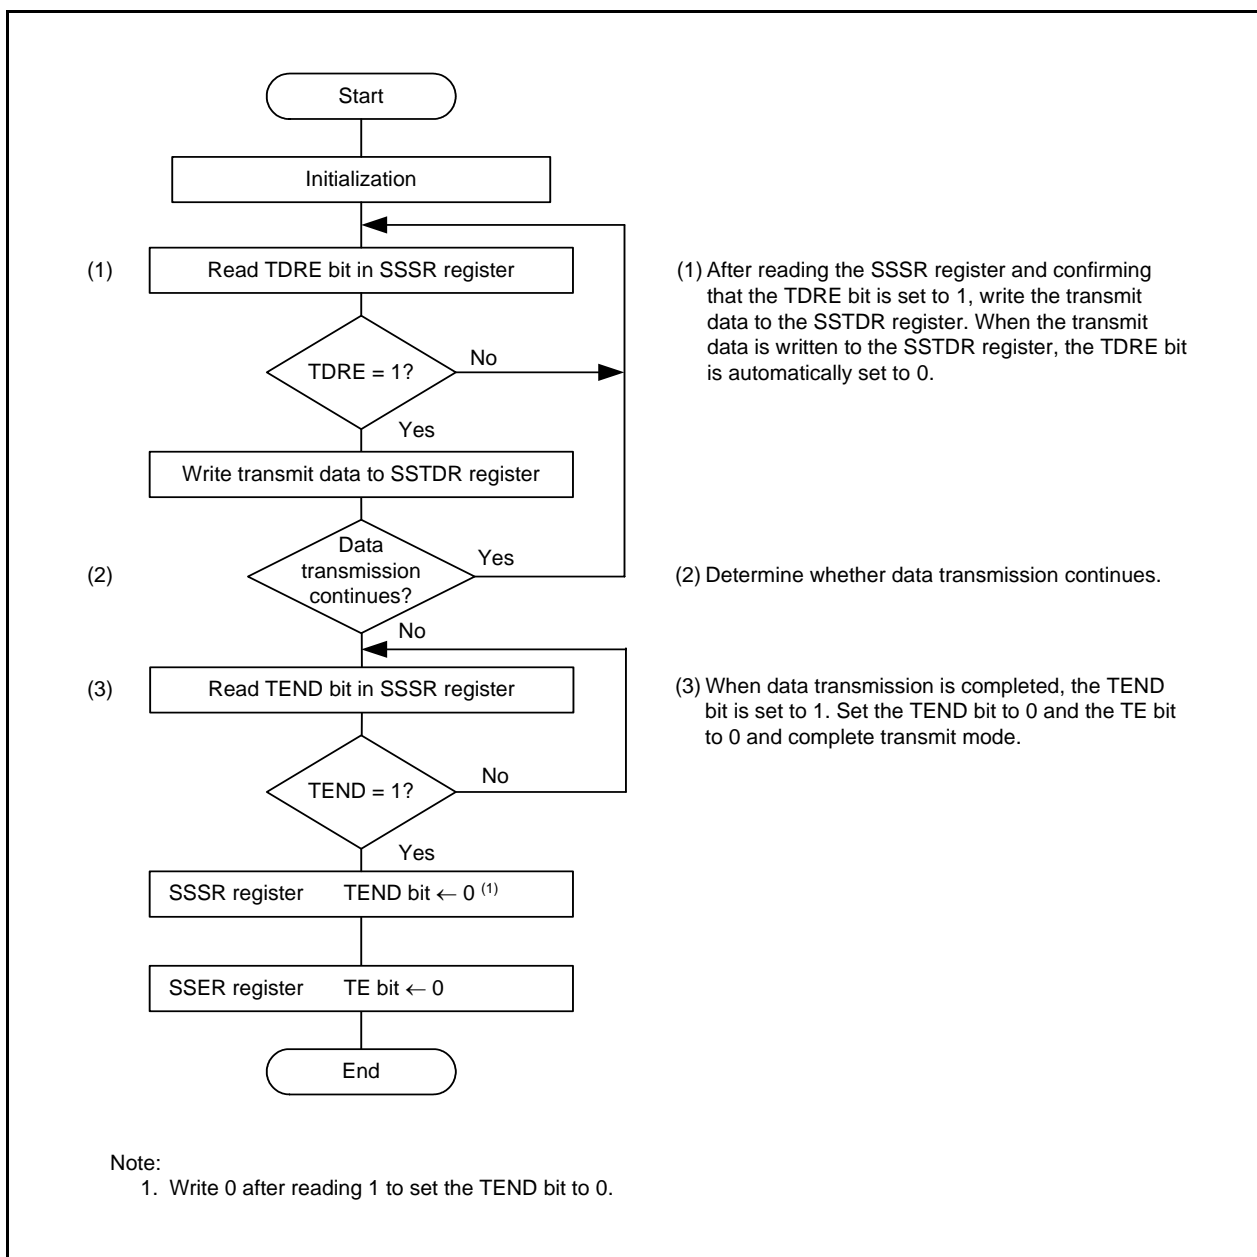 Start
Initialization
(1)
Read TDRE bit in SSSR register
(1) After reading the SSSR register and confirming
that the TDRE bit is set to 1, write the transmit
data to the SSTDR register. When the transmit
data is written to the SSTDR register, the TDRE bit
is automatically set to 0.
TDRE = 1?
No
Yes
Write transmit data to SSTDR register
(2)
Data
transmission
continues?
Yes
(2) Determine whether data transmission continues.
No
(3)
Read TEND bit in SSSR register
(3) When data transmission is completed, the TEND
bit is set to 1. Set the TEND bit to 0 and the TE bit
to 0 and complete transmit mode.
TEND = 1?
No
Yes
SSSR register TEND bit ← 0 (1)
SSER register TE bit ← 0
End
Note:
1. Write 0 after reading 1 to set the TEND bit to 0.